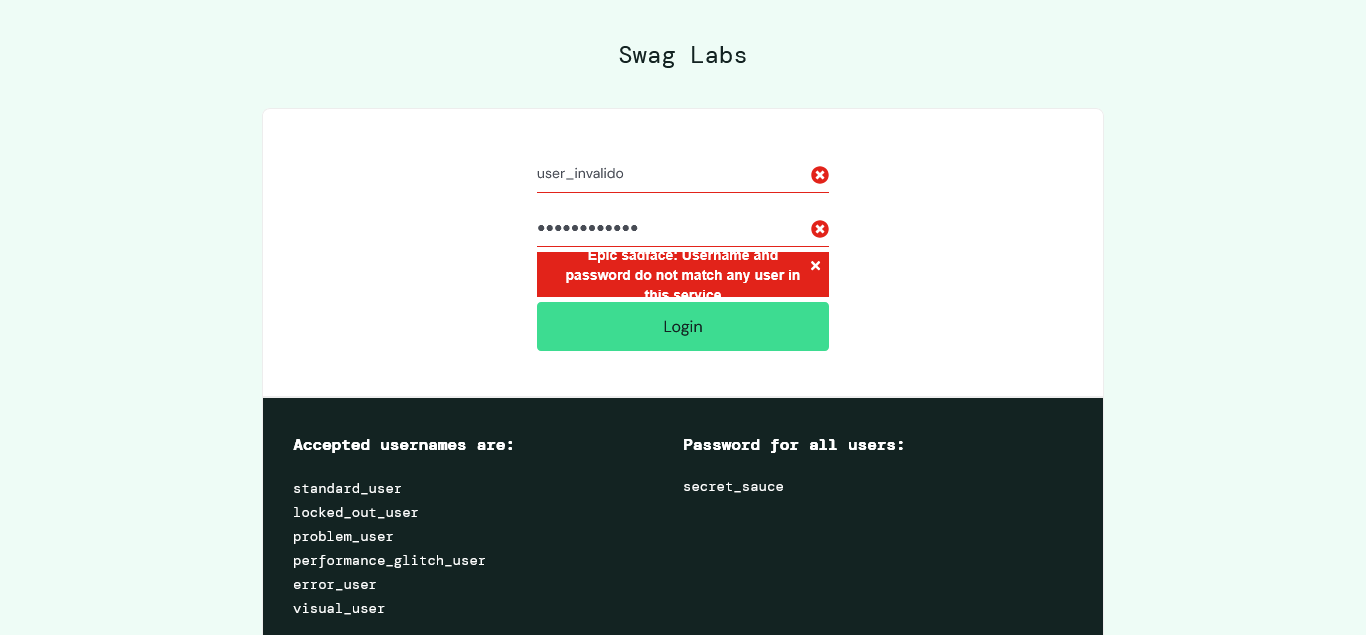 Swag Labs
user_invalido
••••••••••••
Epic sadface: Username and
password do not match any user in
this service
Login
Accepted usernames are:
standard_user
locked_out_user
problem_user
performance_glitch_user
error_user
visual_user
Password for all users:
secret_sauce